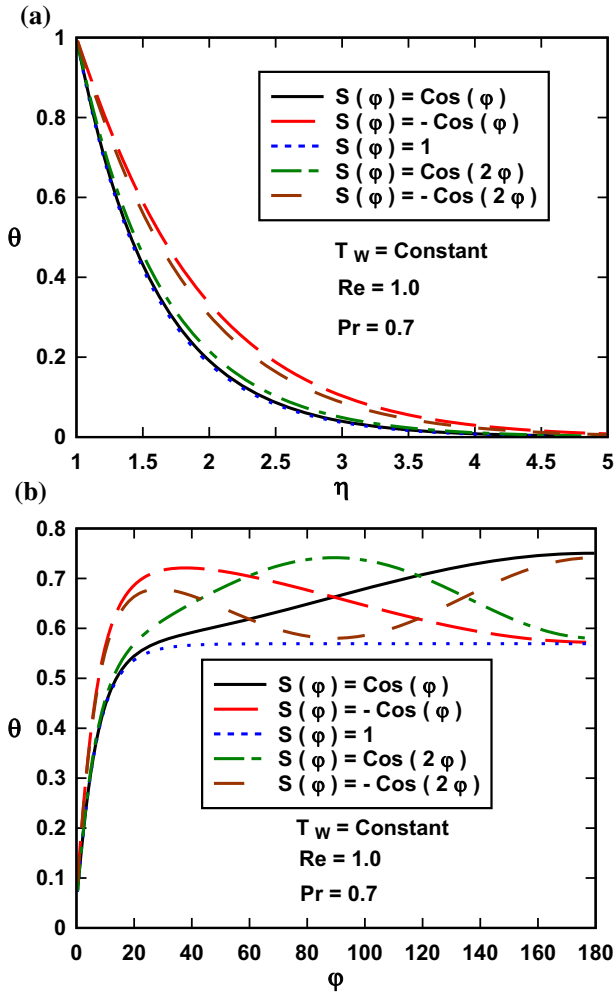 (a)
1
0.8
0.6
0.4
0.2
0
θ
S ( φ ) = Cos ( φ )
S ( φ ) = - Cos ( φ )
S ( φ ) = 1
S ( φ ) = Cos ( 2 φ )
S ( φ ) = - Cos ( 2 φ )
T W = Constant
Re = 1.0
Pr = 0.7
1 1.5 2 2.5 3 3.5 4 4.5 5
η
(b)
0.8
0.7
0.6
0.5
0.4
0.3
0.2
0.1
0
θ
S ( φ ) = Cos ( φ )
S ( φ ) = - Cos ( φ )
S ( φ ) = 1
S ( φ ) = Cos ( 2 φ )
S ( φ ) = - Cos ( 2 φ )
T W = Constant
Re = 1.0
Pr = 0.7
0 20 40 60 80 100 120 140 160 180
φ